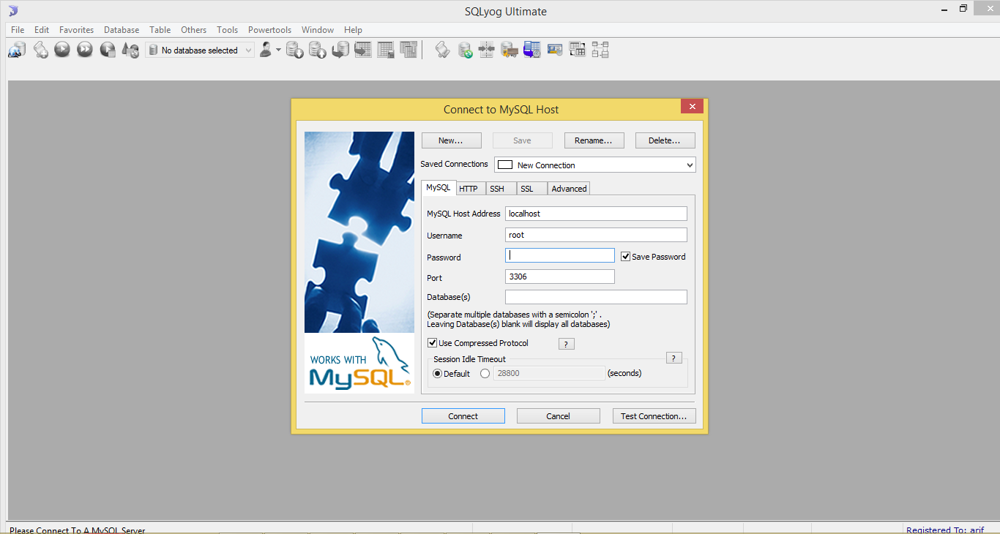 SQLyog Ultimate
File Edit Favorites Database Table Others Tools Powertools Window Help
No database selected
Connect to MySQL Host
New... Save Rename... Delete...
Saved Connections New Connection
MySQL HTTP SSH SSL Advanced
MySQL Host Address localhost
Username root
Password Save Password
Port 3306
Database(s)
(Separate multiple databases with a semicolon ';' .
Leaving Database(s) blank will display all databases)
Use Compressed Protocol ?
Session Idle Timeout ?
Default 28800 (seconds)
WORKS WITH
MySQL®
Connect Cancel Test Connection...
Please Connect To A MySQL Server Registered To: arif